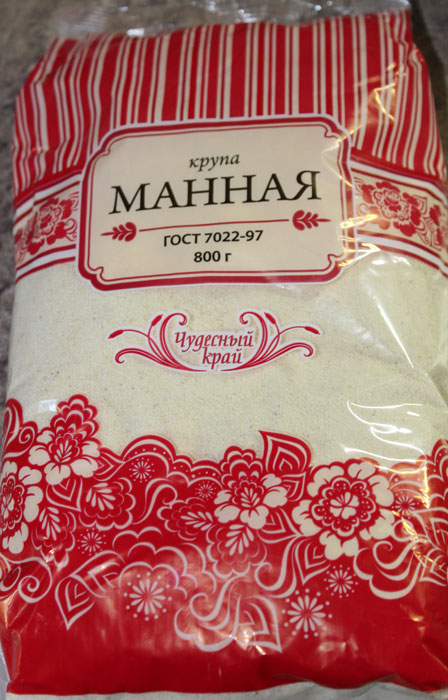 крупа
МАННАЯ
ГОСТ 7022-97
800 г
Чудесный
край